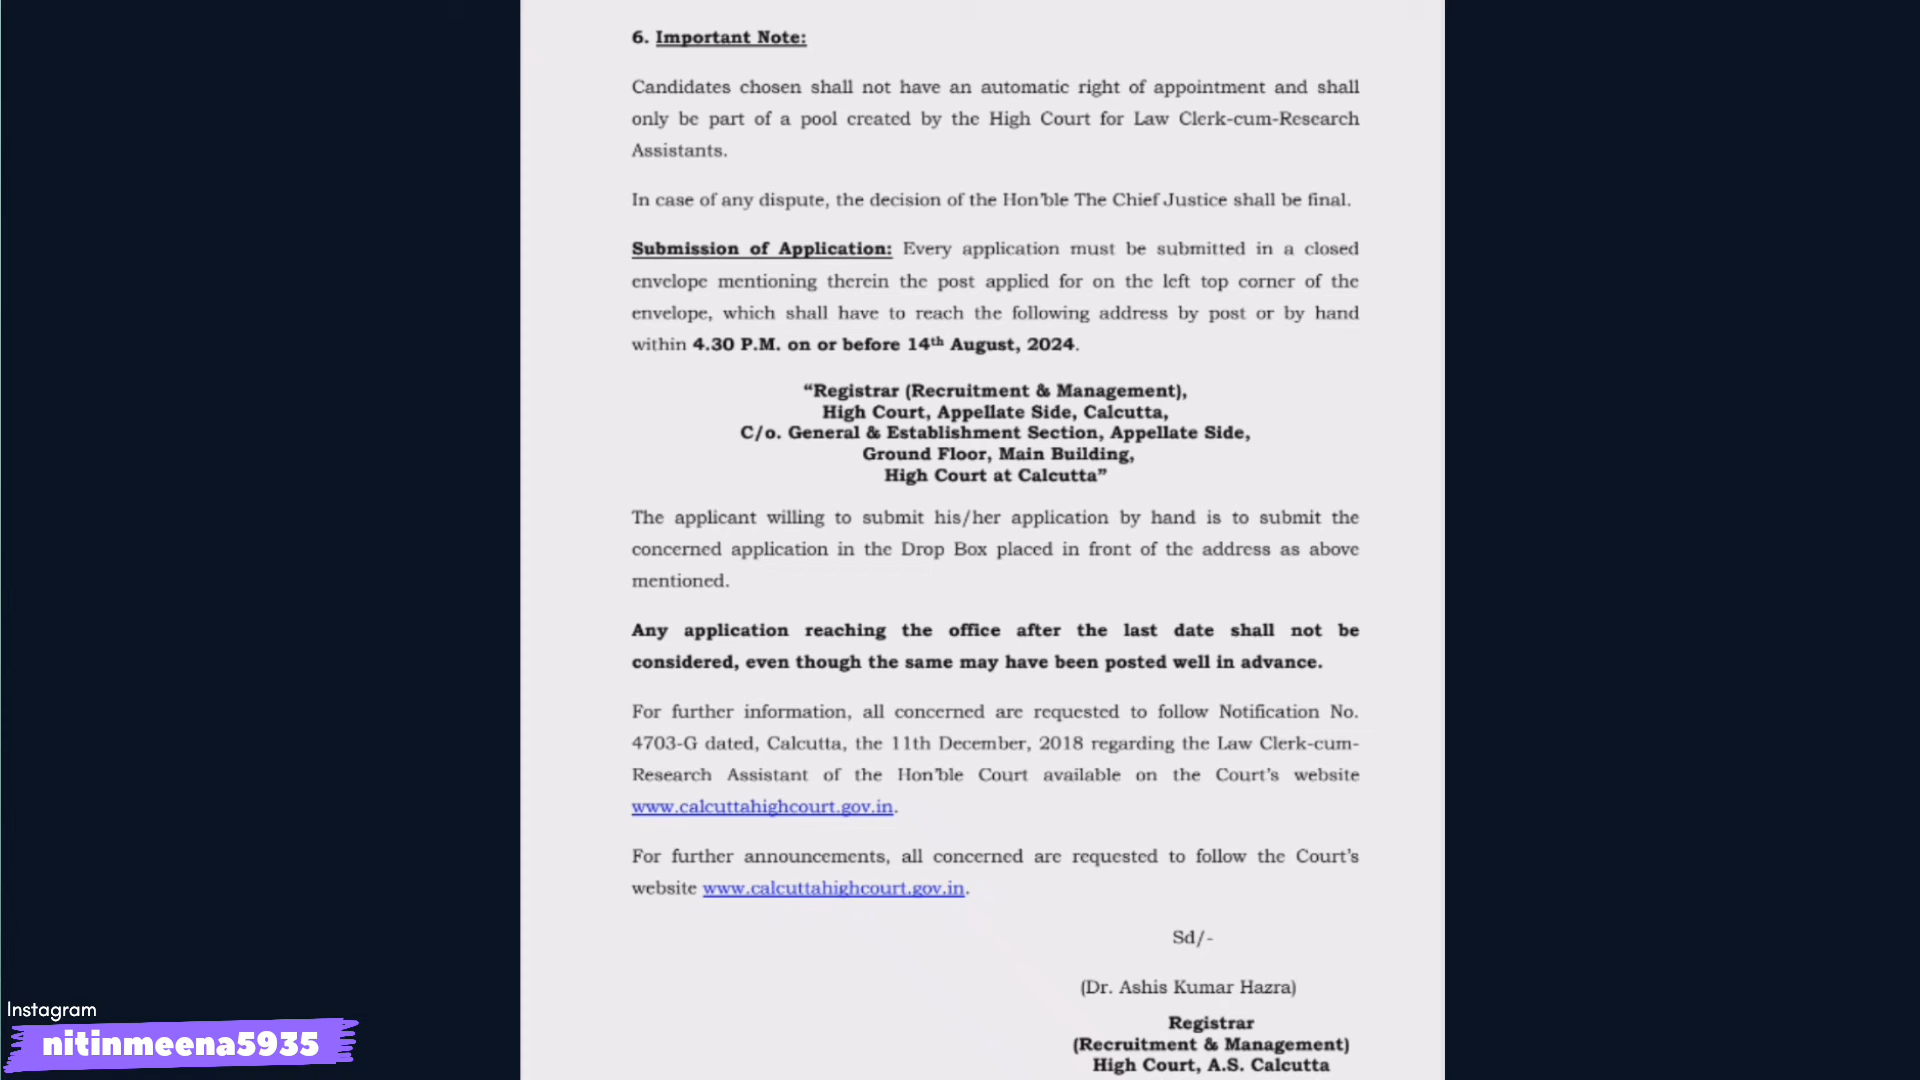 6. Important Note:
Candidates chosen shall not have an automatic right of appointment and shall
only be part of a pool created by the High Court for Law Clerk-cum-Research
Assistants.
In case of any dispute, the decision of the Hon'ble The Chief Justice shall be final.
Submission of Application: Every application must be submitted in a closed
envelope mentioning therein the post applied for on the left top corner of the
envelope, which shall have to reach the following address by post or by hand
within 4.30 P.M. on or before 14th August, 2024.
“Registrar (Recruitment & Management),
High Court, Appellate Side, Calcutta,
C/o. General & Establishment Section, Appellate Side,
Ground Floor, Main Building,
High Court at Calcutta”
The applicant willing to submit his/her application by hand is to submit the
concerned application in the Drop Box placed in front of the address as above
mentioned.
Any application reaching the office after the last date shall not be
considered, even though the same may have been posted well in advance.
For further information, all concerned are requested to follow Notification No.
4703-G dated, Calcutta, the 11th December, 2018 regarding the Law Clerk-cum-
Research Assistant of the Hon'ble Court available on the Court's website
www.calcuttahighcourt.gov.in.
For further announcements, all concerned are requested to follow the Court's
website www.calcuttahighcourt.gov.in.
Sd/-
(Dr. Ashis Kumar Hazra)
Registrar
(Recruitment & Management)
High Court, A.S. Calcutta
Instagram
nitinmeena5935